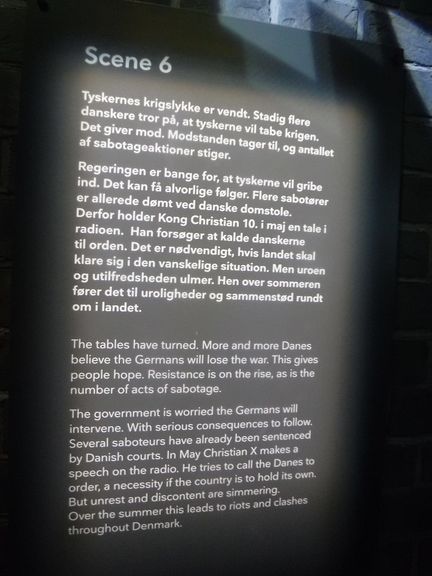 Scene 6
Tyskernes krigslykke er vendt. Stadig flere
danskere tror på, at tyskerne vil tabe krigen.
Det giver mod. Modstanden tager til, og antallet
af sabotageaktioner stiger.
Regeringen er bange for, at tyskerne vil gribe
ind. Det kan få alvorlige følger. Flere sabotører
er allerede dømt ved danske domstole.
Derfor holder Kong Christian 10. i maj en tale i
radioen. Han forsøger at kalde danskerne
til orden. Det er nødvendigt, hvis landet skal
klare sig i den vanskelige situation. Men uroen
og utilfredsheden ulmer. Hen over sommeren
fører det til uroligheder og sammenstød rundt
om i landet.
The tables have turned. More and more Danes
believe the Germans will lose the war. This gives
people hope. Resistance is on the rise, as is the
number of acts of sabotage.
The government is worried the Germans will
intervene. With serious consequences to follow.
Several saboteurs have already been sentenced
by Danish courts. In May Christian X makes a
speech on the radio. He tries to call the Danes to
order, a necessity if the country is to hold its own.
But unrest and discontent are simmering.
Over the summer this leads to riots and clashes
throughout Denmark.